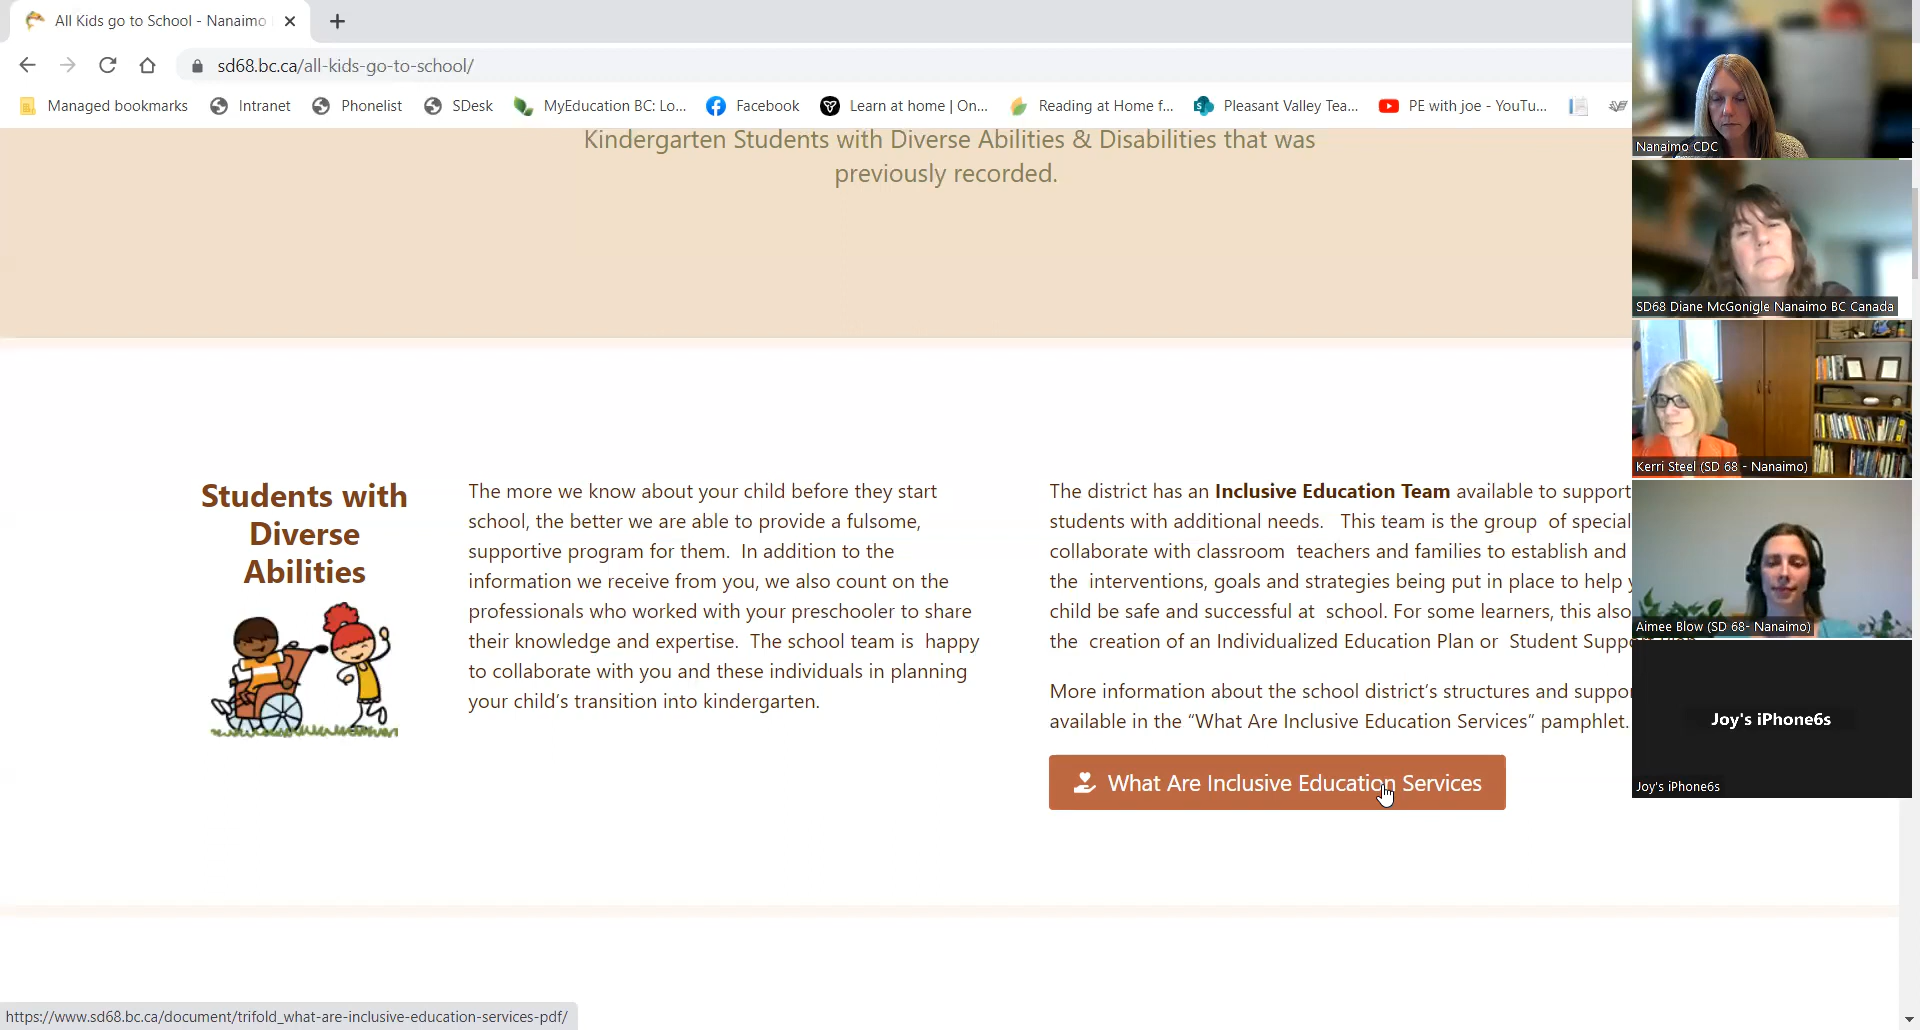 All Kids go to School - Nanaimo
sd68.bc.ca/all-kids-go-to-school/
Managed bookmarks
Intranet
Phonelist
SDesk
MyEducation BC: Lo...
Facebook
Learn at home | On...
Reading at Home f...
Pleasant Valley Tea...
PE with joe - YouTu...
Kindergarten Students with Diverse Abilities & Disabilities that was
previously recorded.
Students with
Diverse
Abilities
The more we know about your child before they start
school, the better we are able to provide a fulsome,
supportive program for them. In addition to the
information we receive from you, we also count on the
professionals who worked with your preschooler to share
their knowledge and expertise. The school team is happy
to collaborate with you and these individuals in planning
your child's transition into kindergarten.
The district has an Inclusive Education Team available to support
students with additional needs. This team is the group of special
collaborate with classroom teachers and families to establish and
the interventions, goals and strategies being put in place to help
child be safe and successful at school. For some learners, this also
the creation of an Individualized Education Plan or Student Supp
More information about the school district's structures and suppo
available in the “What Are Inclusive Education Services” pamphlet.
What Are Inclusive Education Services
https://www.sd68.bc.ca/document/trifold_what-are-inclusive-education-services-pdf/
Nanaimo CDC
SD68 Diane McGonigle Nanaimo BC Canada
Kerri Steel (SD 68 - Nanaimo)
Aimee Blow (SD 68- Nanaimo)
Joy's iPhone6s
Joy's iPhone6s